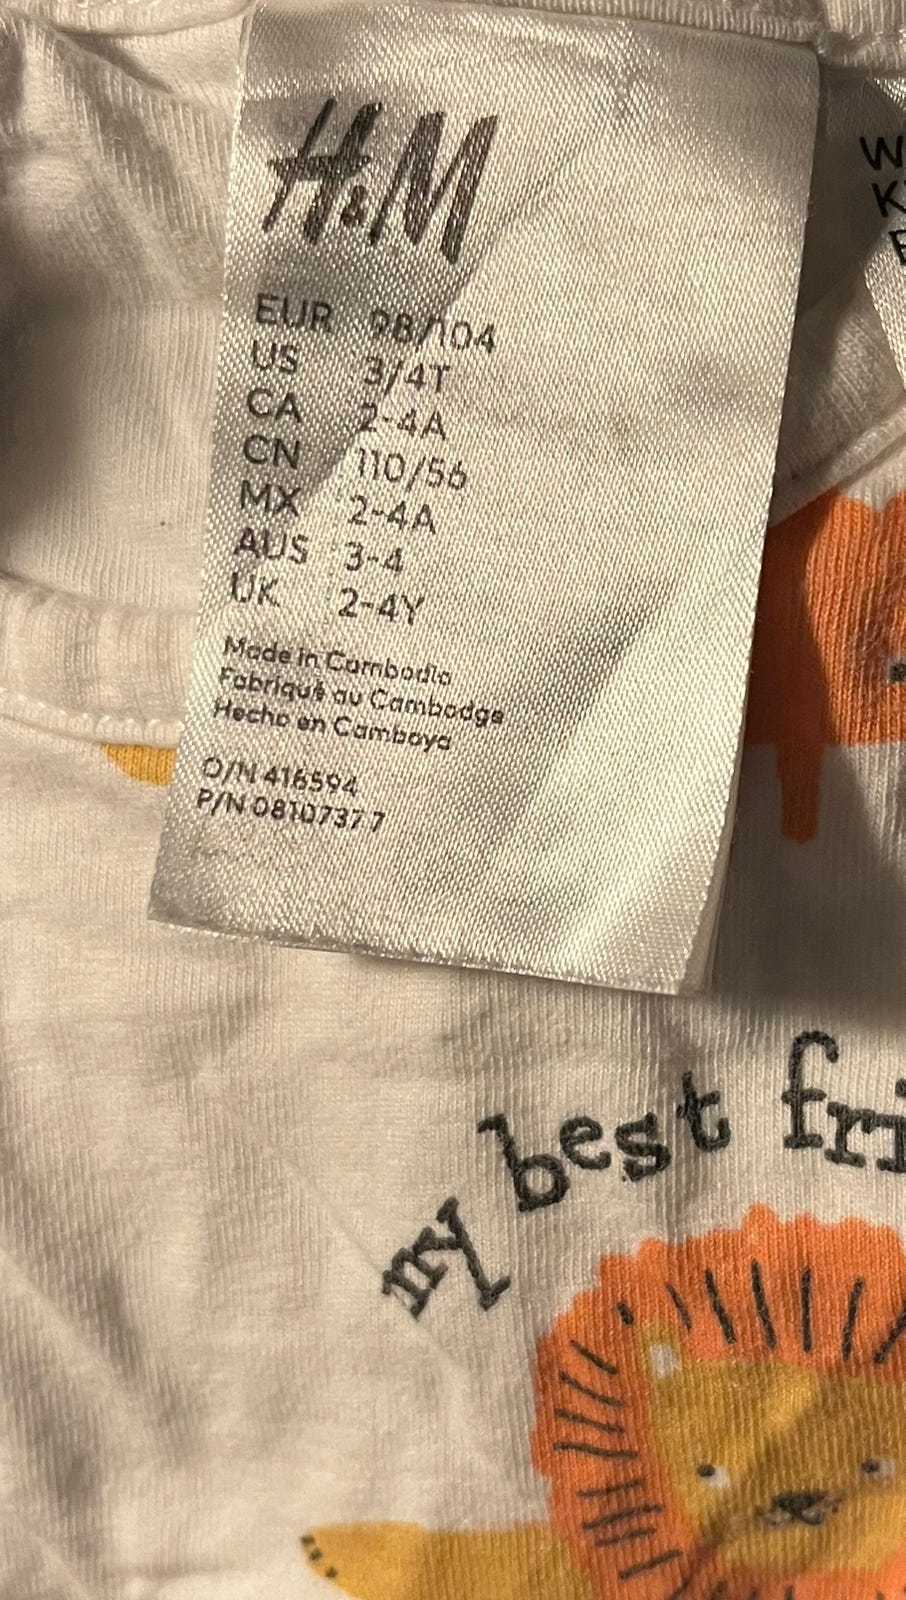 H&M
EUR 98/104
US 3/4T
CA 2-4A
CN 110/56
MX 2-4A
AUS 3-4
UK 2-4Y
Made in Cambodia
Fabriqué au Cambodge
Hecho en Camboya
O/N 416594
P/N 0810737 7
my best fri